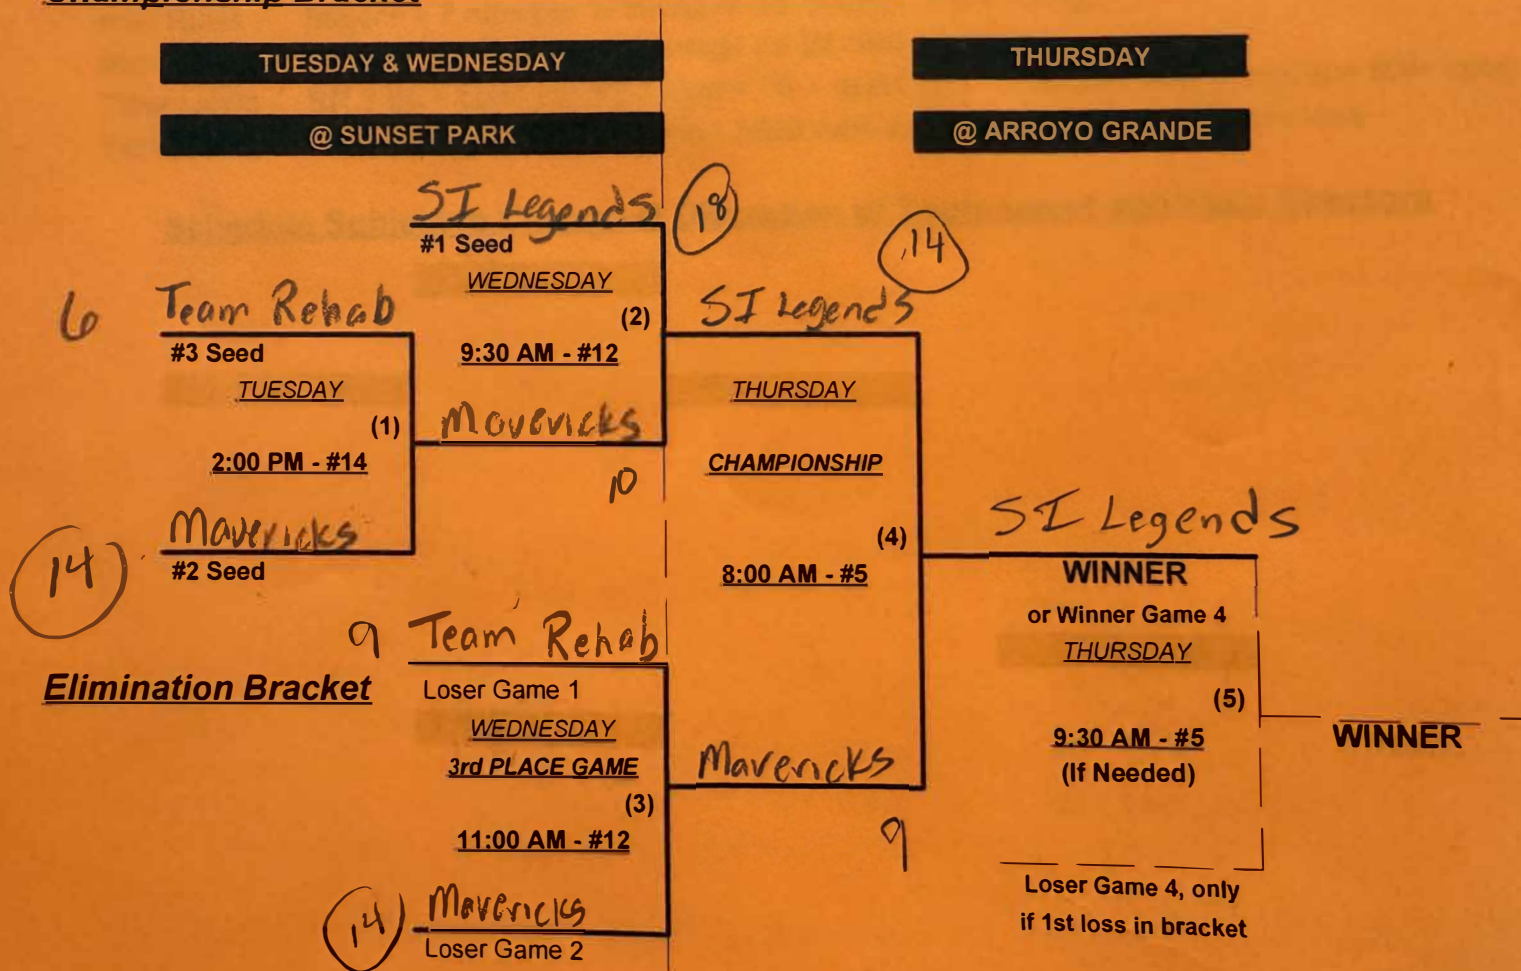 Championship Bracket
TUESDAY & WEDNESDAY
THURSDAY
@ SUNSET PARK
@ ARROYO GRANDE
SI Legends
18
#1 Seed
14
WEDNESDAY
6
Team Rehab
(2)
SI Legends
#3 Seed
9:30 AM - #12
TUESDAY
THURSDAY
(1)
Mavericks
2:00 PM - #14
CHAMPIONSHIP
10
Mavericks
SI Legends
(4)
14
#2 Seed
8:00 AM - #5
WINNER
or Winner Game 4
9
Team Rehab
THURSDAY
Elimination Bracket
Loser Game 1
(5)
WEDNESDAY
9:30 AM - #5
WINNER
3rd PLACE GAME
Mavericks
(If Needed)
(3)
11:00 AM - #12
9
Loser Game 4, only
14
Mavericks
if 1st loss in bracket
Loser Game 2